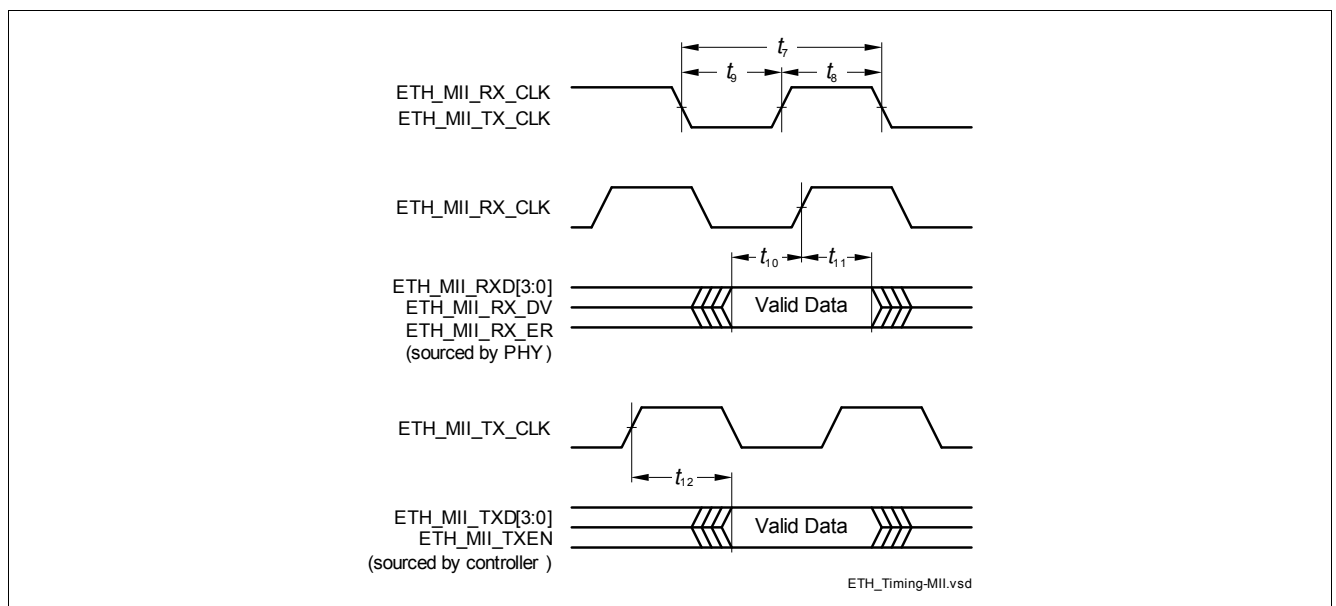 t7
t9 t8
ETH_MII_RX_CLK
ETH_MII_TX_CLK
ETH_MII_RX_CLK
t10 t11
ETH_MII_RXD[3:0]
ETH_MII_RX_DV
ETH_MII_RX_ER
(sourced by PHY )
Valid Data
ETH_MII_TX_CLK
t12
ETH_MII_TXD[3:0]
ETH_MII_TXEN
(sourced by controller )
Valid Data
ETH_Timing-MII.vsd